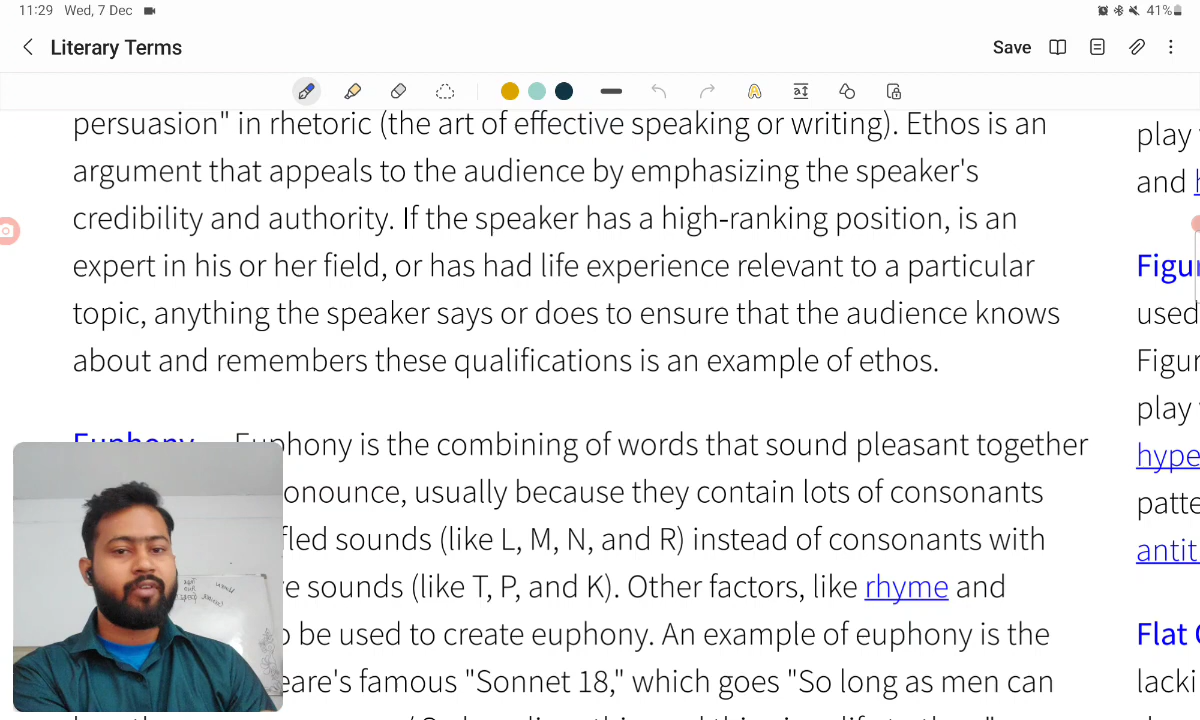 11:29 Wed, 7 Dec
41%
Literary Terms
Save
persuasion" in rhetoric (the art of effective speaking or writing). Ethos is an
argument that appeals to the audience by emphasizing the speaker's
credibility and authority. If the speaker has a high-ranking position, is an
expert in his or her field, or has had life experience relevant to a particular
topic, anything the speaker says or does to ensure that the audience knows
about and remembers these qualifications is an example of ethos.
Euphony - Euphony is the combining of words that sound pleasant together
onounce, usually because they contain lots of consonants
fled sounds (like L, M, N, and R) instead of consonants with
e sounds (like T, P, and K). Other factors, like rhyme and
o be used to create euphony. An example of euphony is the
eare's famous "Sonnet 18," which goes "So long as men can
play
and
Figu
used
Figur
play
hype
patte
antit
Flat
lacki